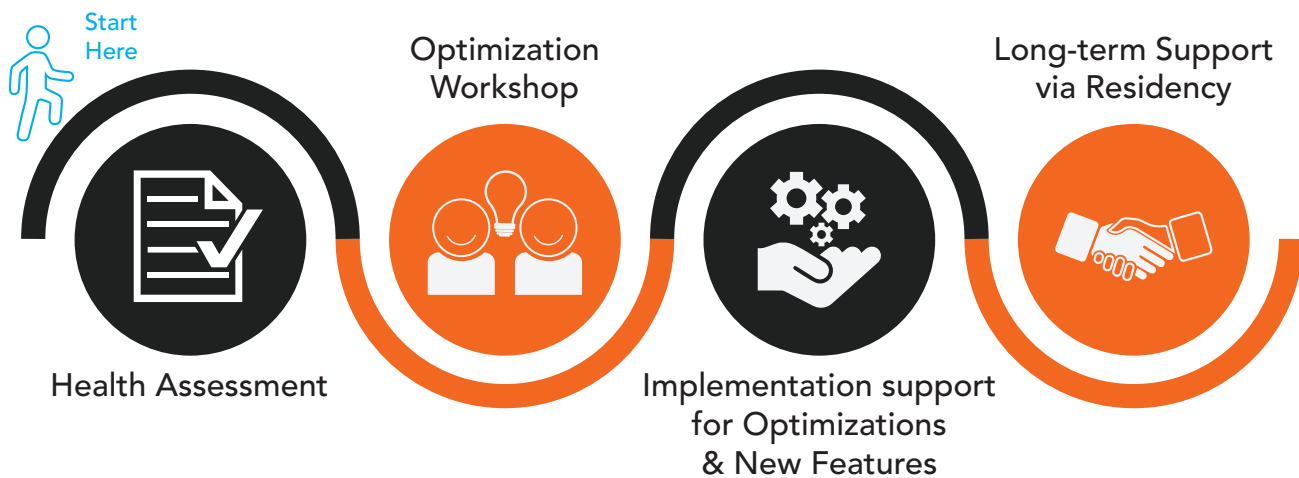 Start
Here
Health Assessment
Optimization
Workshop
Implementation support
for Optimizations
& New Features
Long-term Support
via Residency